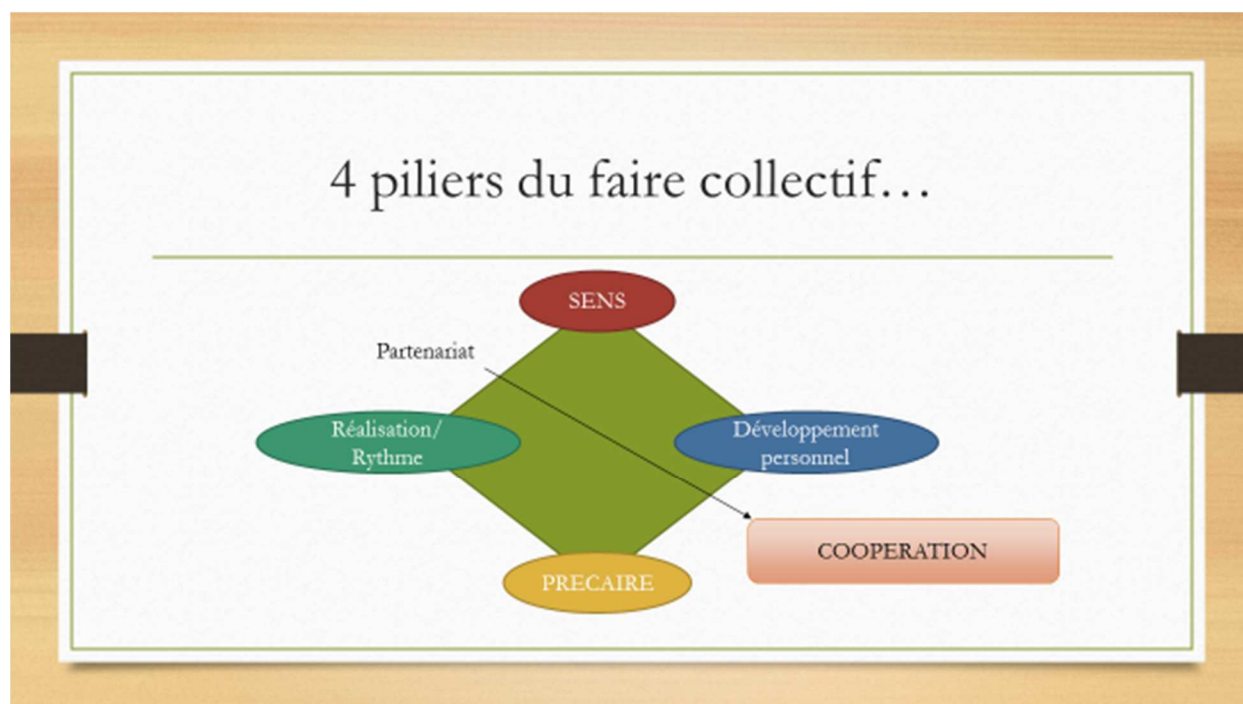 4 piliers du faire collectif…
SENS
Partenariat
Réalisation/
Rythme
Développement
personnel
COOPERATION
PRECAIRE